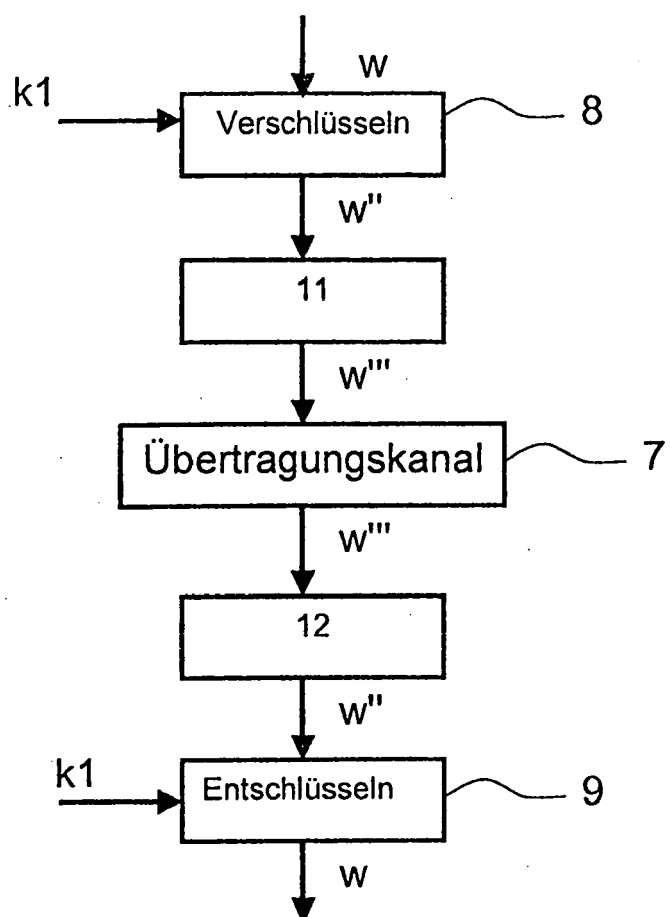 w
k1
Verschlüsseln
8
w''
11
w'''
Übertragungskanal
7
w'''
12
w''
k1
Entschlüsseln
9
w